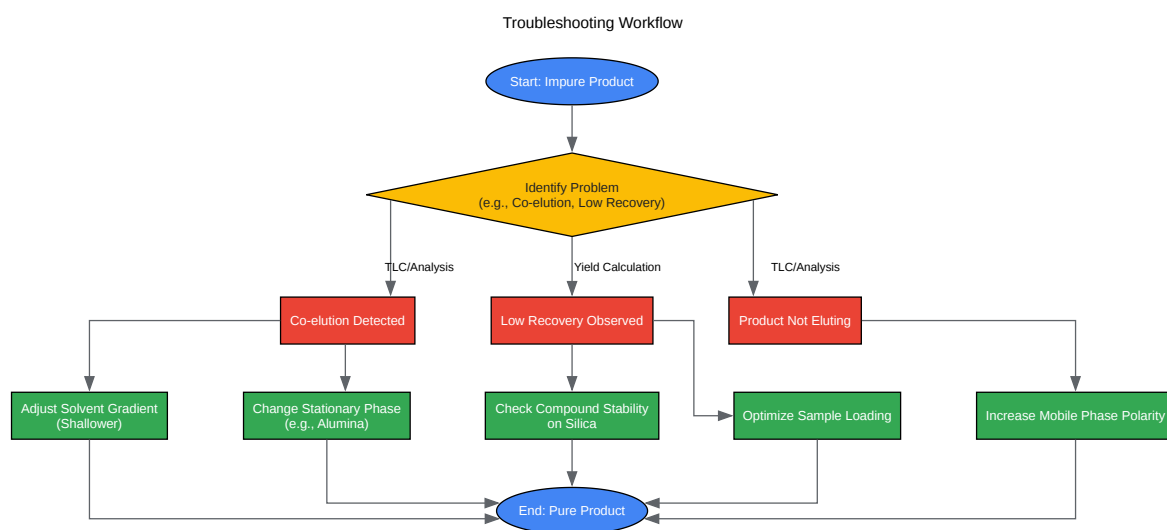 Troubleshooting Workflow
Start: Impure Product
Identify Problem
(e.g., Co-elution, Low Recovery)
TLC/Analysis
Yield Calculation
TLC/Analysis
Co-elution Detected
Low Recovery Observed
Product Not Eluting
Adjust Solvent Gradient
(Shallower)
Change Stationary Phase
(e.g., Alumina)
Check Compound Stability
on Silica
Optimize Sample Loading
Increase Mobile Phase Polarity
End: Pure Product